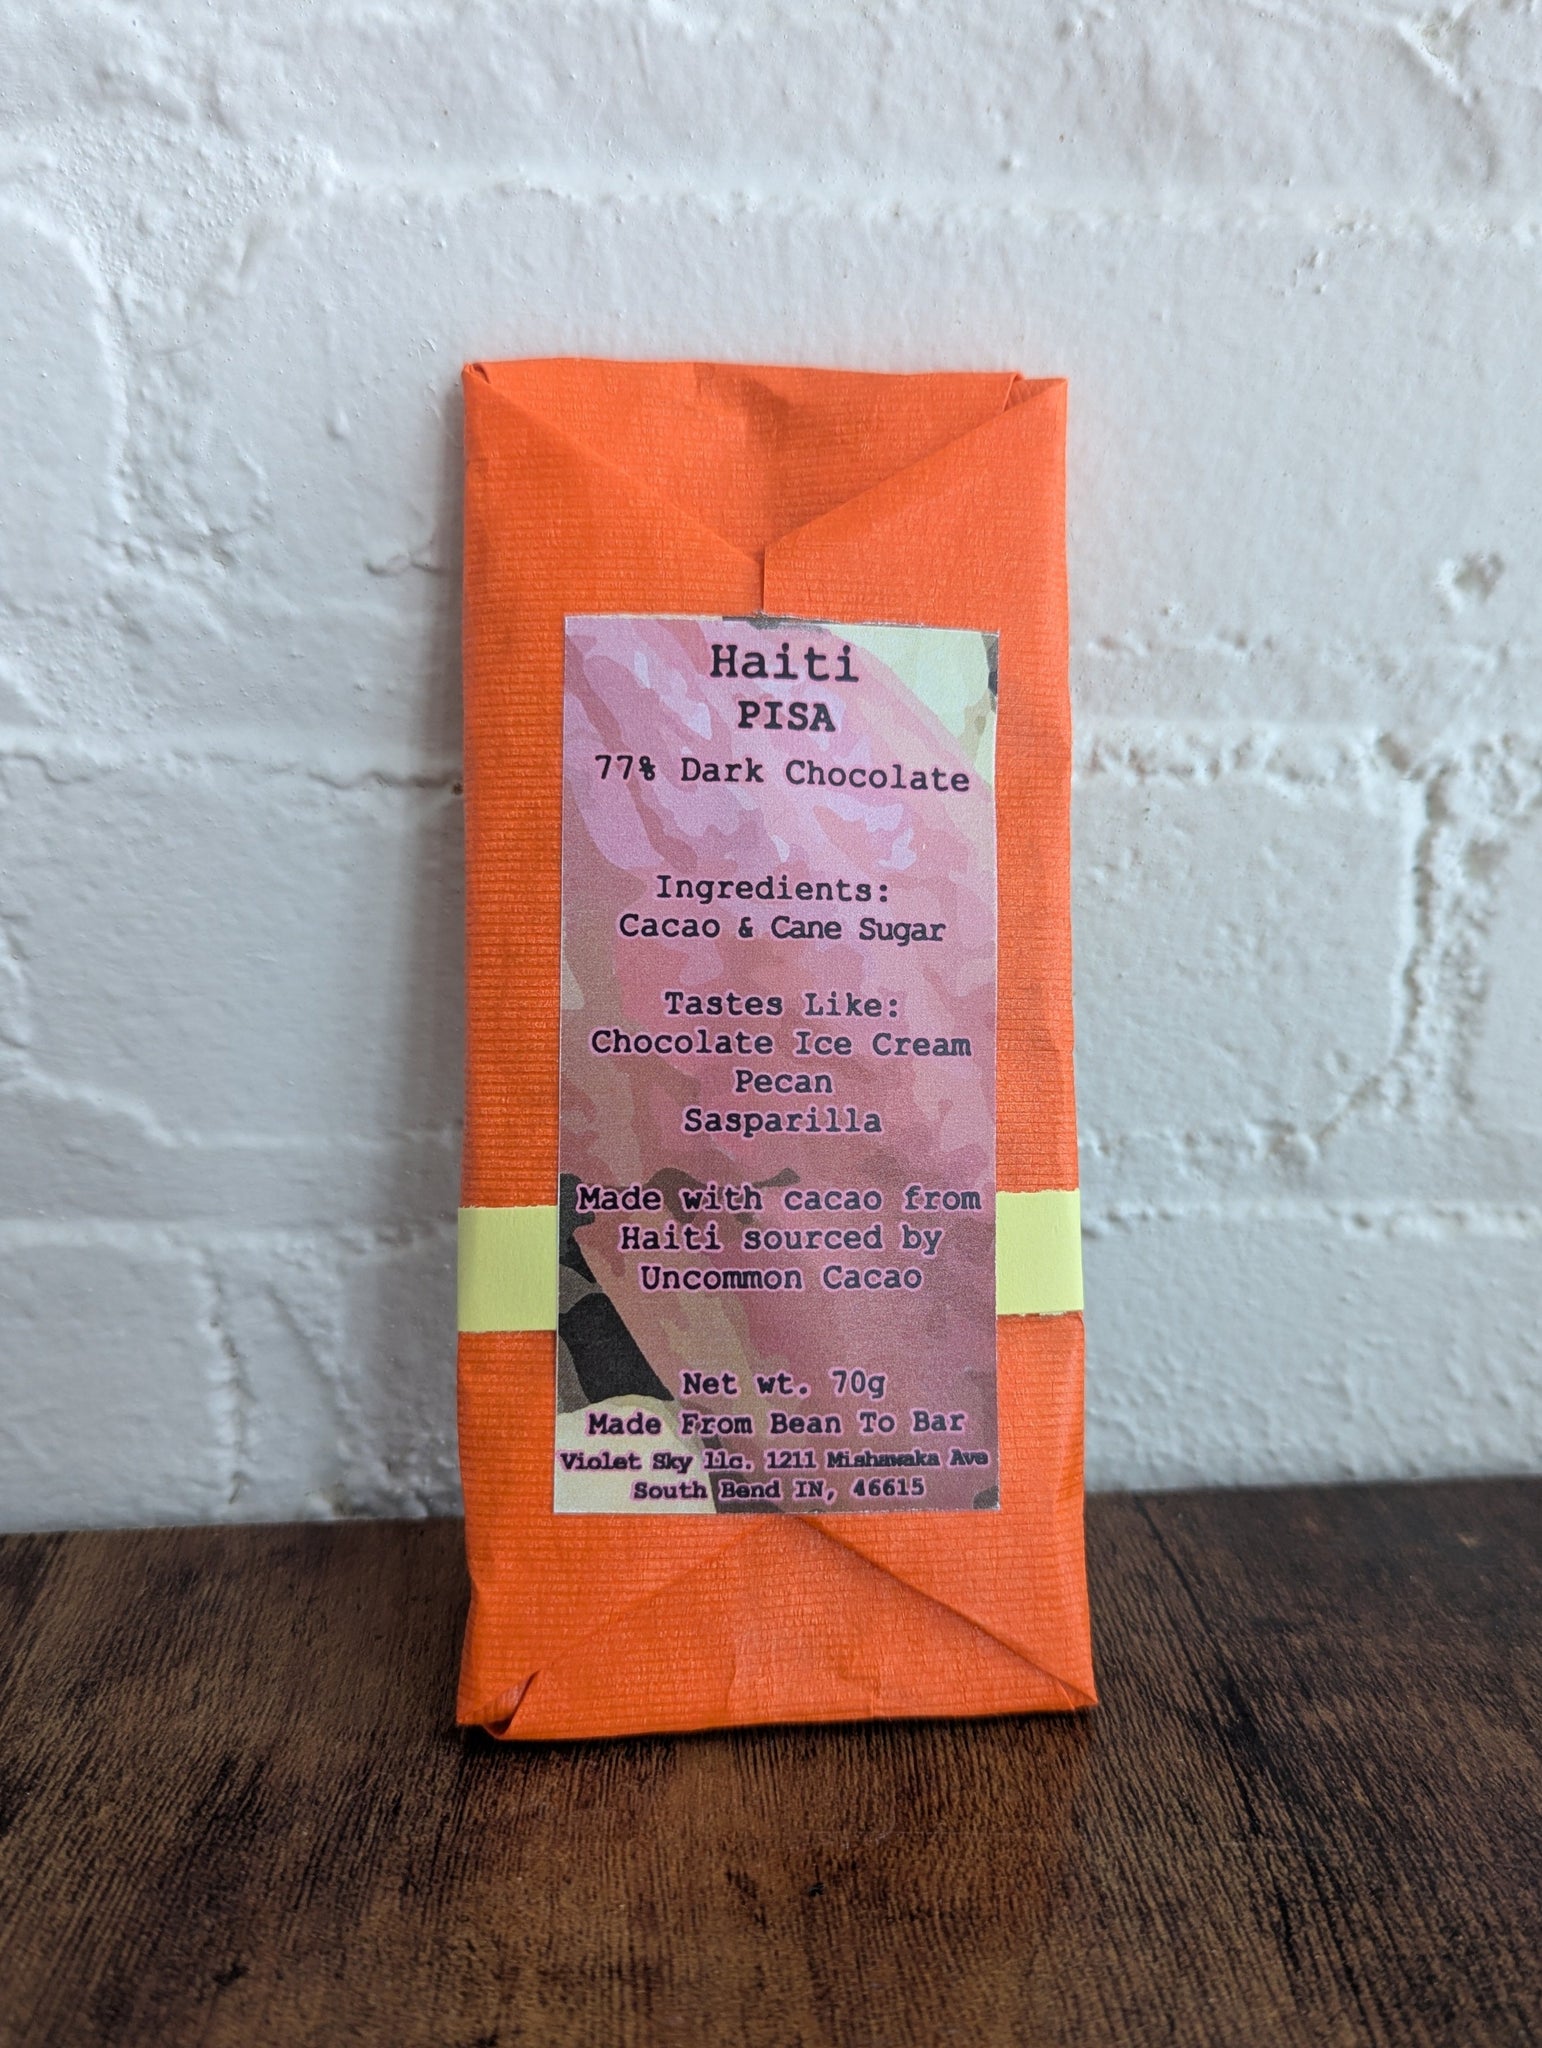 Haiti
PISA
77% Dark Chocolate
Ingredients:
Cacao & Cane Sugar
Tastes Like:
Chocolate Ice Cream
Pecan
Sasparilla
Made with cacao from
Haiti sourced by
Uncommon Cacao
Net wt. 70g
Made From Bean To Bar
Violet Sky llc. 1211 Mishawaka Ave
South Bend IN, 46615